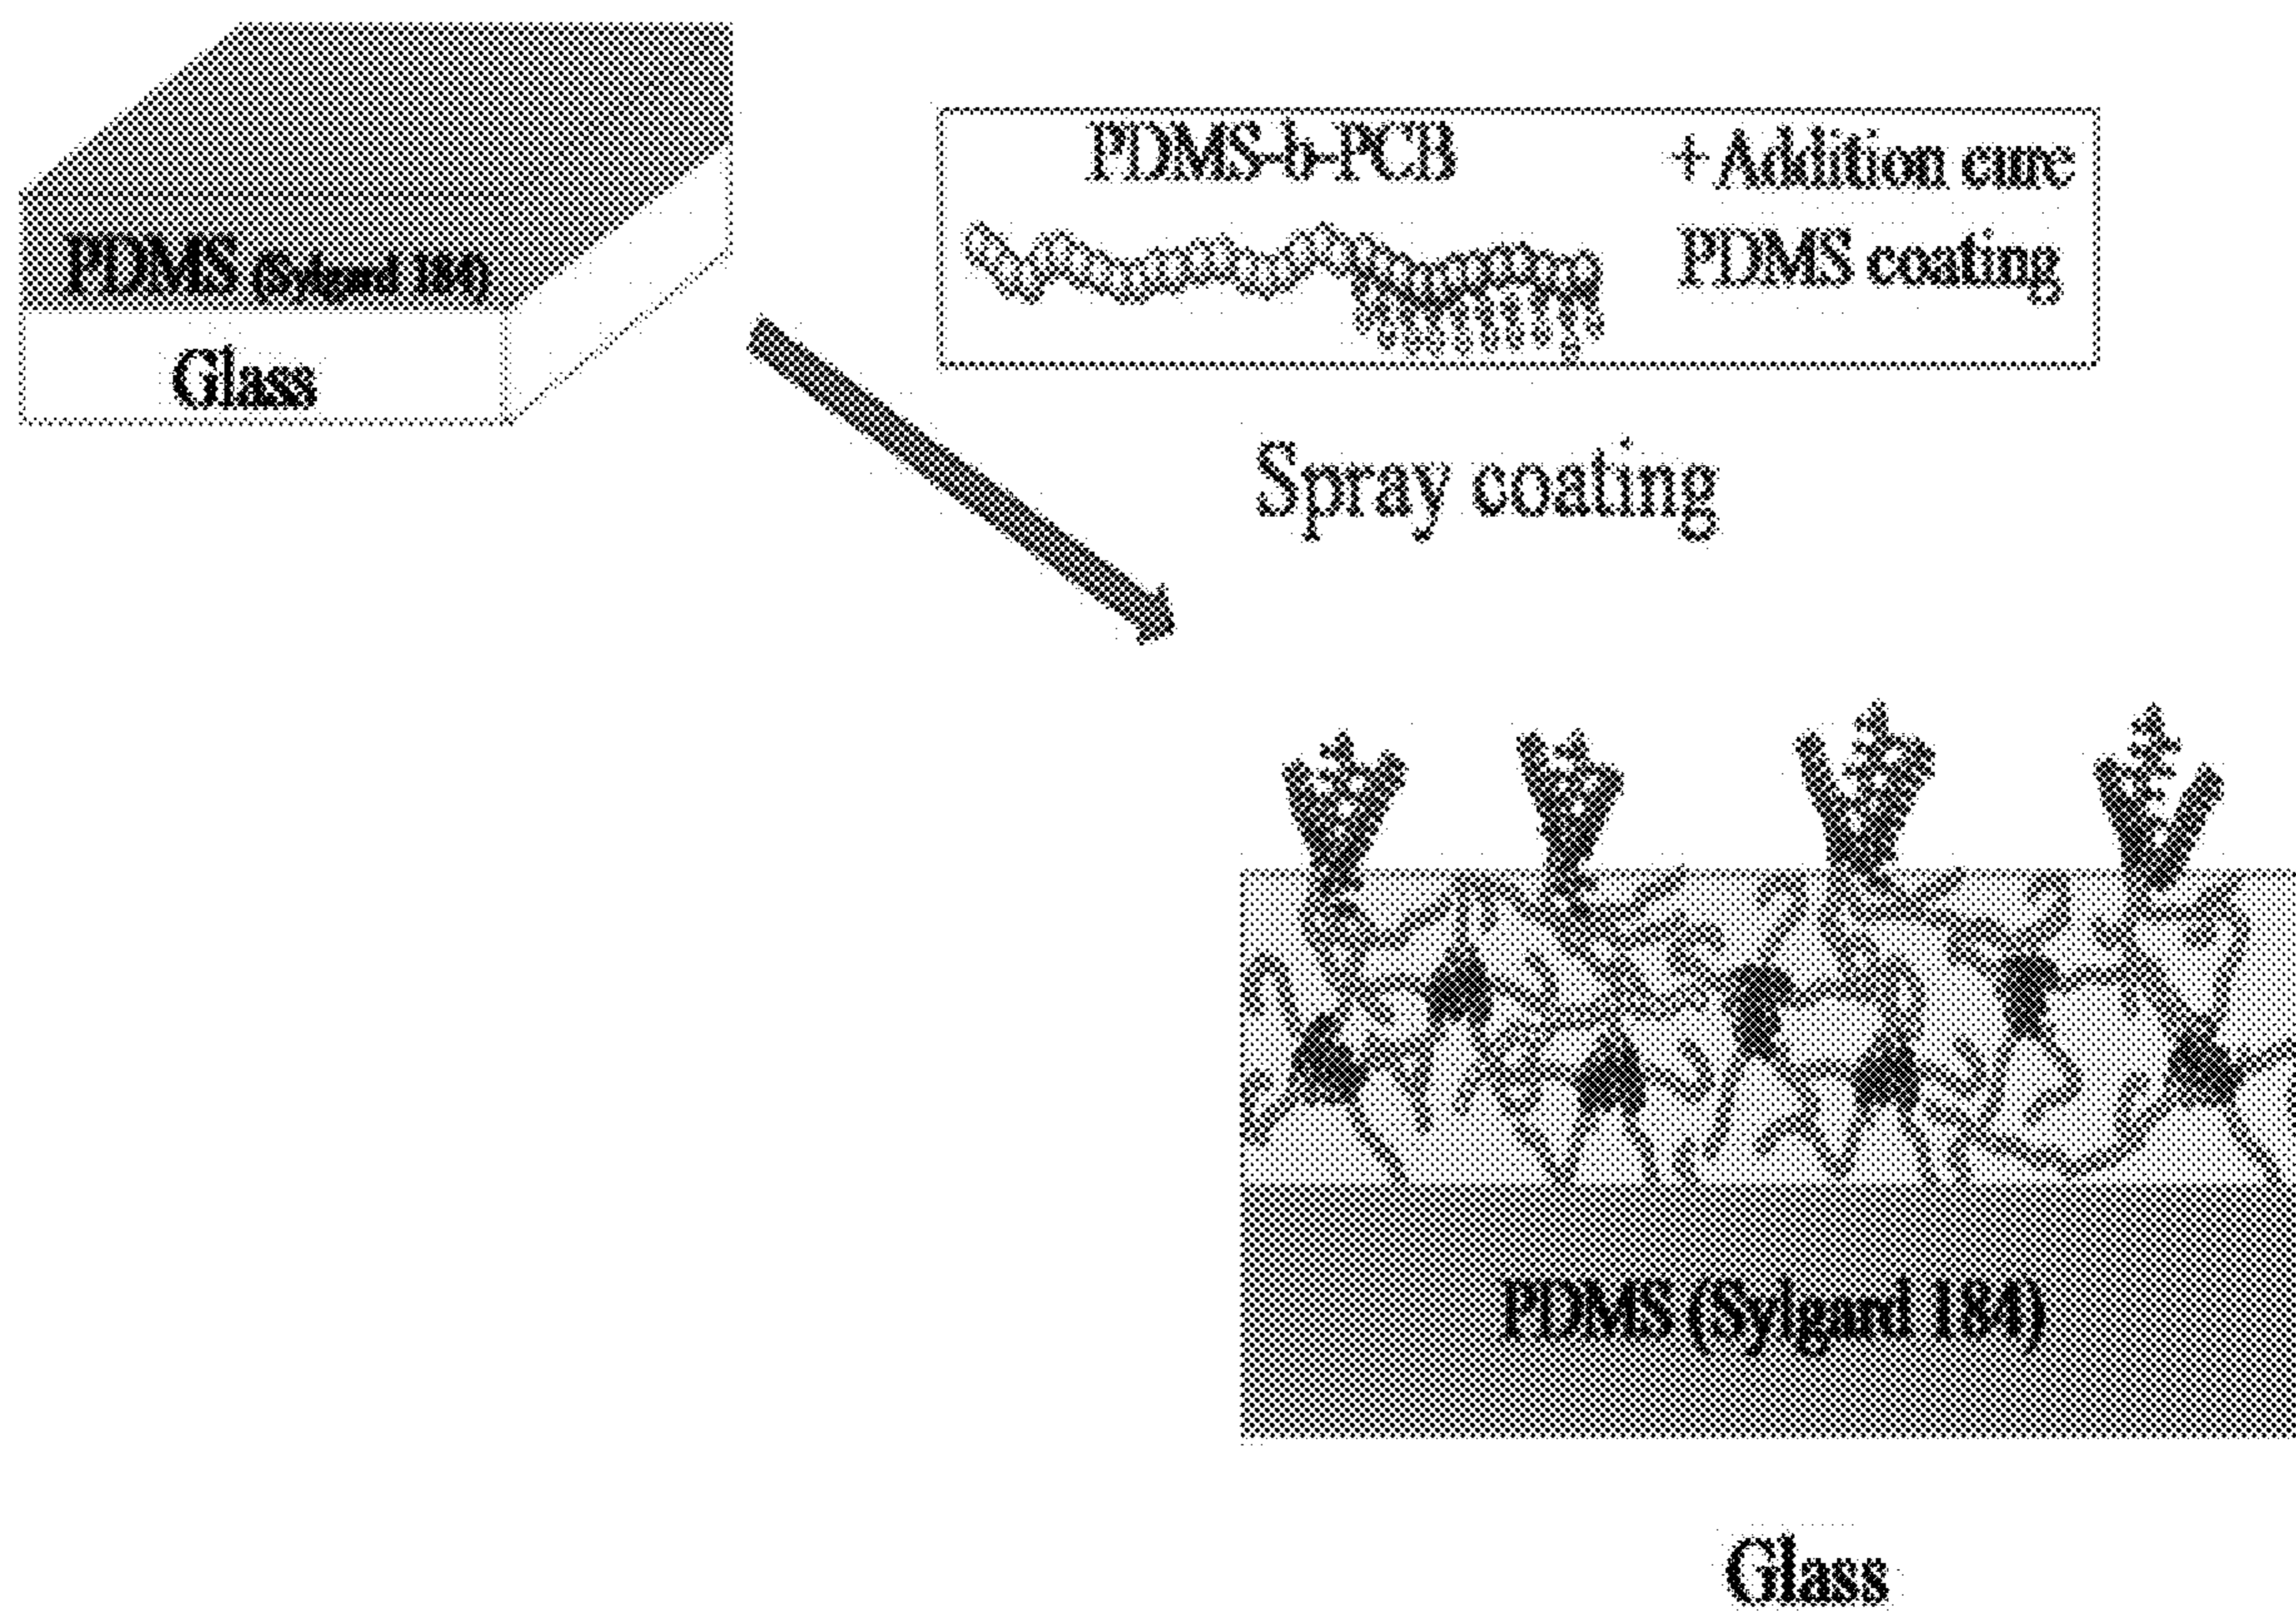 PDMS (Sylgard 184)
Glass
PDMS-b-PCB
+ Addition cure
PDMS coating
Spray coating
PDMS (Sylgard 184)
Glass